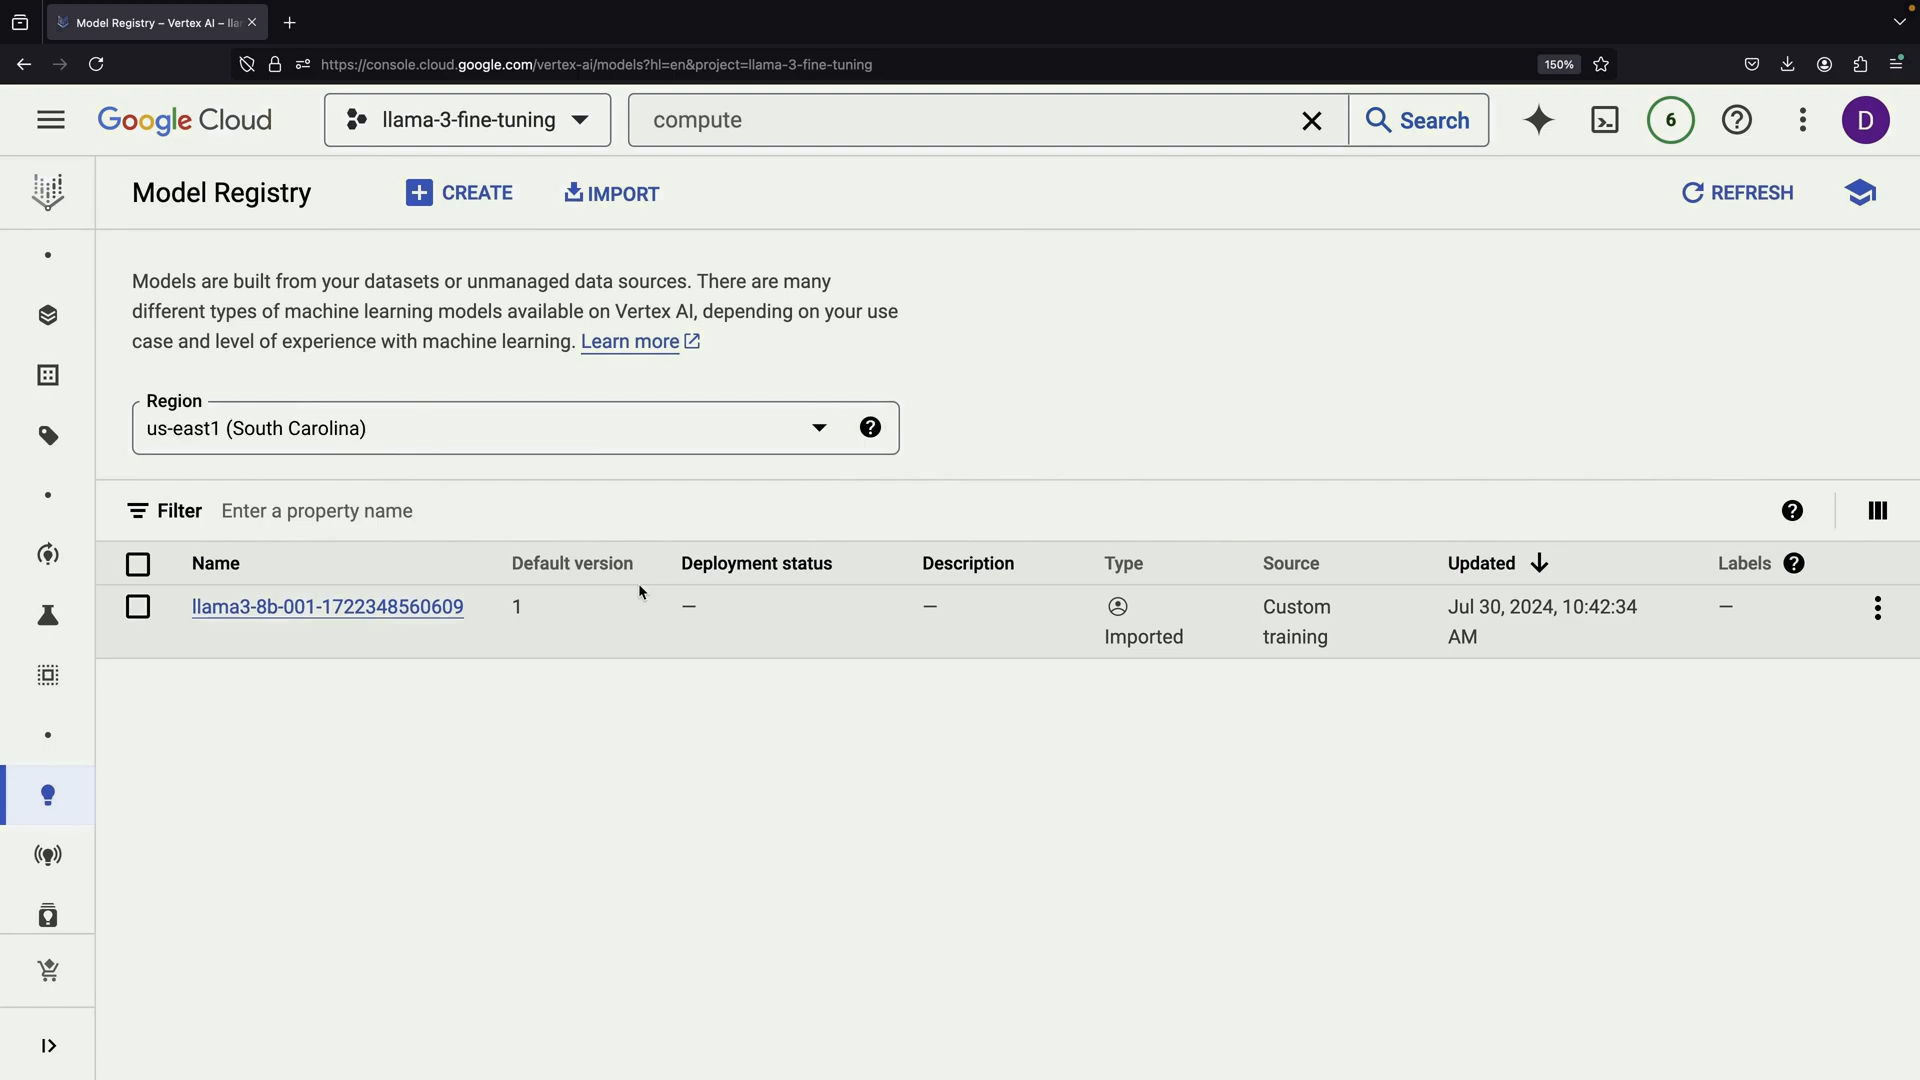 Model Registry – Vertex AI – lla
https://console.cloud.google.com/vertex-ai/models?hl=en&project=llama-3-fine-tuning
150%
Google Cloud
llama-3-fine-tuning
compute
Search
6
D
Model Registry
CREATE
IMPORT
REFRESH
Models are built from your datasets or unmanaged data sources. There are many
different types of machine learning models available on Vertex AI, depending on your use
case and level of experience with machine learning. Learn more
Region
us-east1 (South Carolina)
Filter Enter a property name
Name Default version Deployment status Description Type Source Updated Labels
llama3-8b-001-1722348560609 1 — — Imported Custom training Jul 30, 2024, 10:42:34 AM —